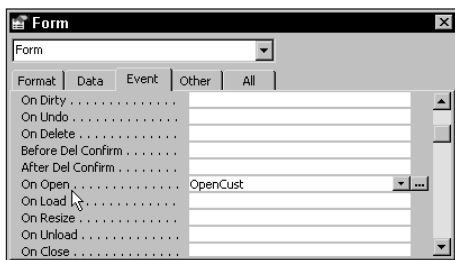 Form
Form
Format Data Event Other All
On Dirty . . . . . . . . . . . . . .
On Undo . . . . . . . . . . . . .
On Delete . . . . . . . . . . . . .
Before Del Confirm . . . . . . .
After Del Confirm . . . . . . . .
On Open . . . . . . . . . . . . . OpenCust ...
On Load . . . . . . . . . . . . .
On Resize . . . . . . . . . . . . .
On Unload . . . . . . . . . . . .
On Close . . . . . . . . . . . . .